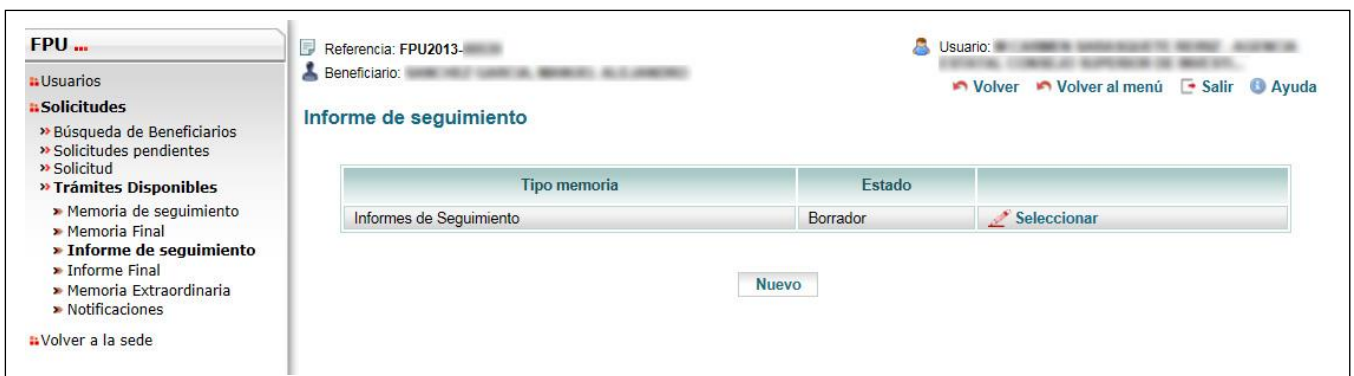 FPU ...
Usuarios
Solicitudes
Búsqueda de Beneficiarios
Solicitudes pendientes
Solicitud
Trámites Disponibles
Memoria de seguimiento
Memoria Final
Informe de seguimiento
Informe Final
Memoria Extraordinaria
Notificaciones
Volver a la sede
Referencia: FPU2013-
Beneficiario:
Usuario:
Volver Volver al menú Salir Ayuda
Informe de seguimiento
Tipo memoria Estado
Informes de Seguimiento Borrador Seleccionar
Nuevo